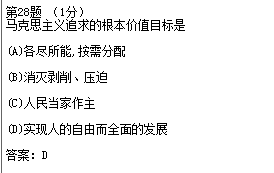 第28题 (1分)
马克思主义追求的根本价值目标是
(A)各尽所能,按需分配
(B)消灭剥削、压迫
(C)人民当家作主
(D)实现人的自由而全面的发展
答案: D